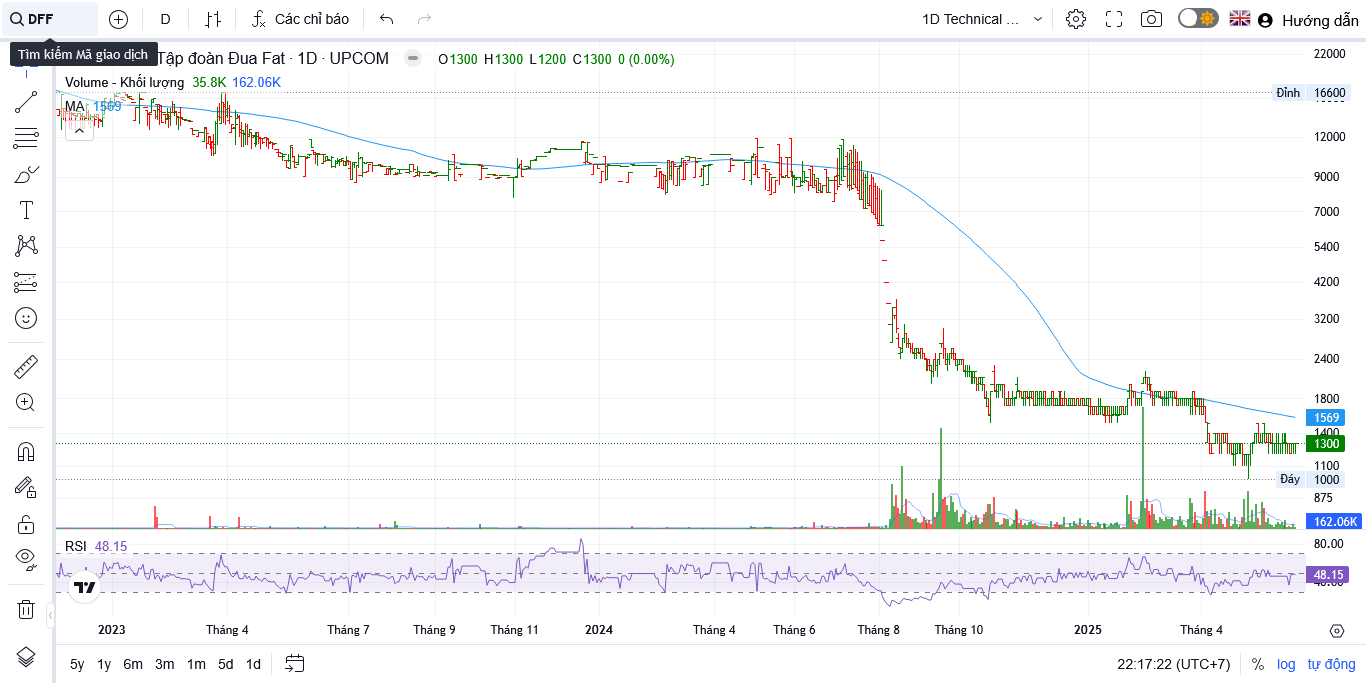 DFF D Các chỉ báo 1D Technical ... Hướng dẫn
Tìm kiếm Mã giao dịch
Tập đoàn Đua Fat · 1D · UPCOM O1300 H1300 L1200 C1300 0 (0.00%)
Volume - Khối lượng 35.8K 162.06K
MA 1569
22000
Đỉnh 16600
12000
9000
7000
5400
4200
3200
2400
1800
1569
1400
1300
1100
Đáy 1000
875
162.06K
RSI 48.15
80.00
48.15
2023 Tháng 4 Tháng 7 Tháng 9 Tháng 11 2024 Tháng 4 Tháng 6 Tháng 8 Tháng 10 2025 Tháng 4
5y 1y 6m 3m 1m 5d 1d 22:17:22 (UTC+7) % log tự động